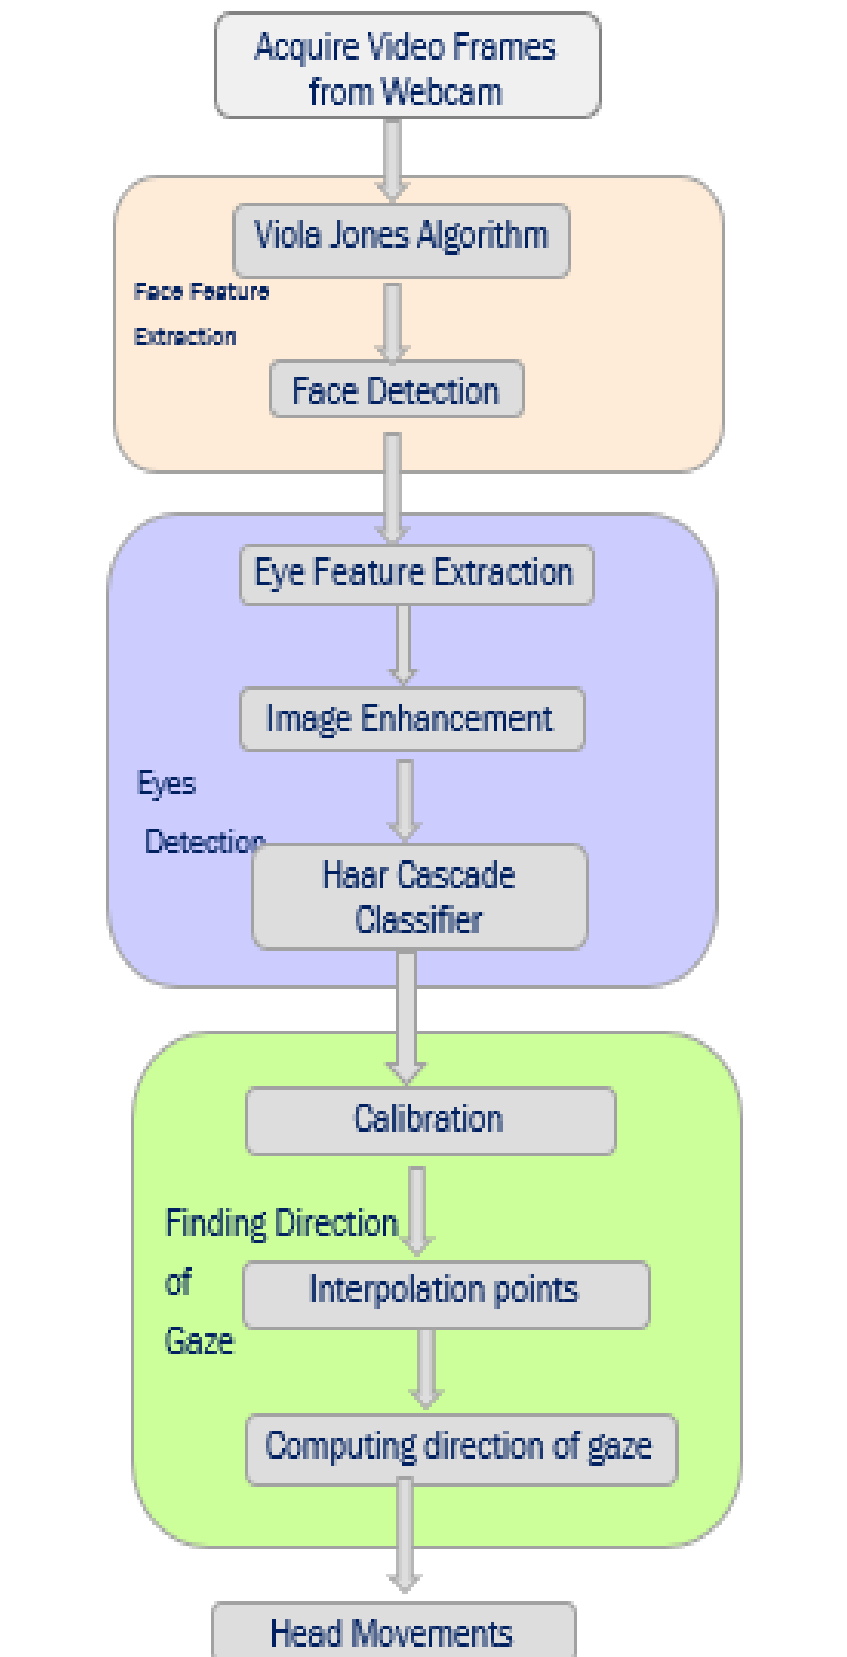 Acquire Video Frames
from Webcam
Viola Jones Algorithm
Face Feature
Extraction
Face Detection
Eye Feature Extraction
Image Enhancement
Eyes
Detection
Haar Cascade
Classifier
Calibration
Finding Direction
of
Interpolation points
Gaze
Computing direction of gaze
Head Movements